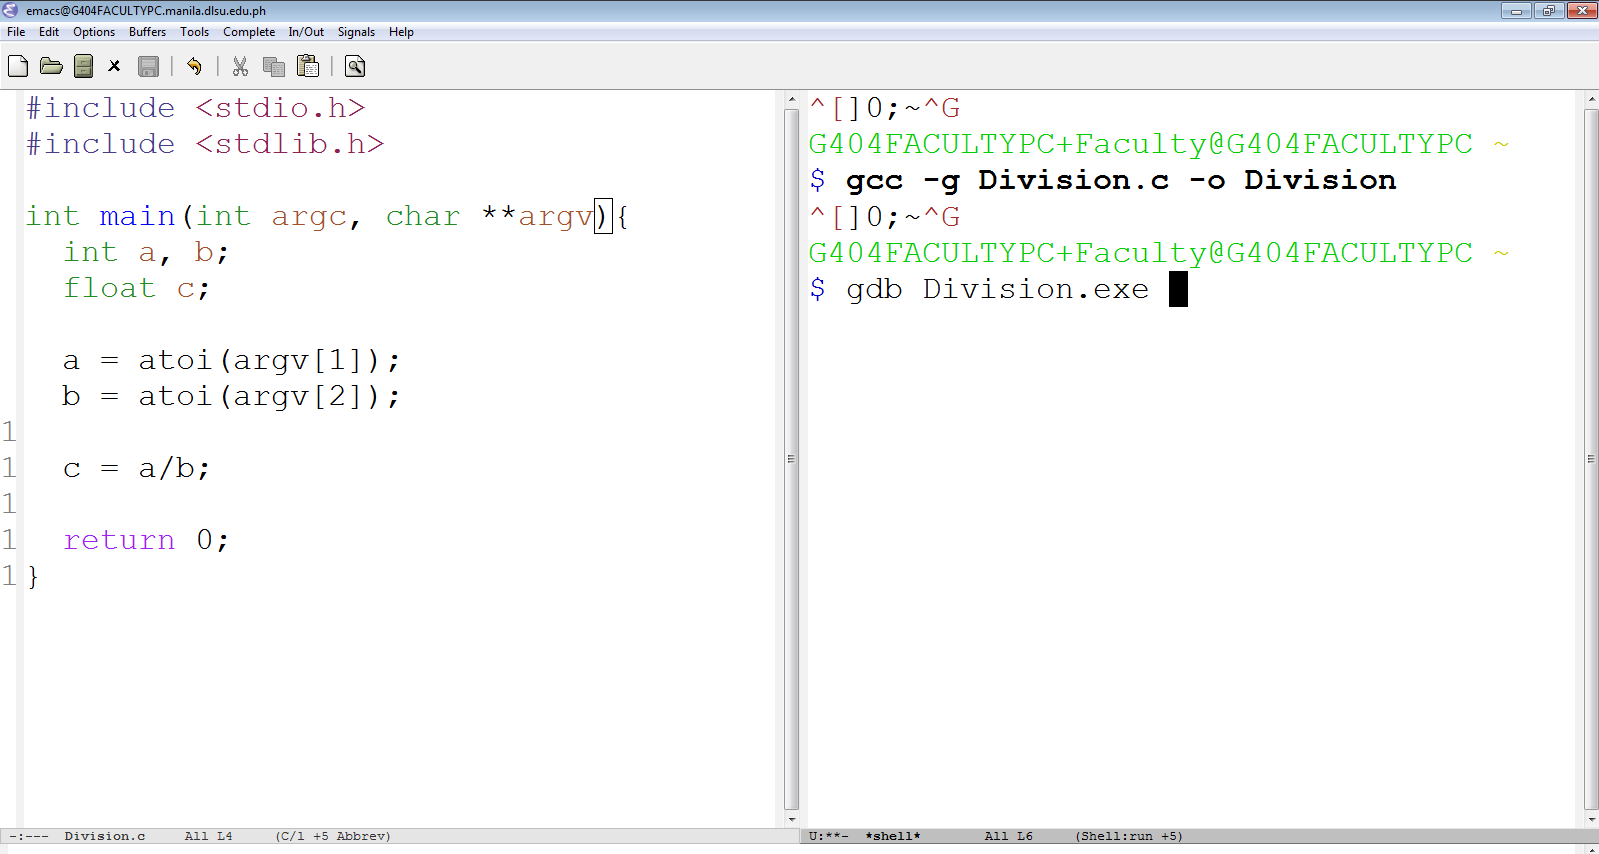 emacs@G404FACULTYPC.manila.dlsu.edu.ph
File Edit Options Buffers Tools Complete In/Out Signals Help
#include <stdio.h>
#include <stdlib.h>
int main(int argc, char **argv){
int a, b;
float c;
a = atoi(argv[1]);
b = atoi(argv[2]);
1
1 c = a/b;
1
1 return 0;
1 }
-:--- Division.c All L4 (C/l +5 Abbrev)
^[]0;~^G
G404FACULTYPC+Faculty@G404FACULTYPC ~
$ gcc -g Division.c -o Division
^[]0;~^G
G404FACULTYPC+Faculty@G404FACULTYPC ~
$ gdb Division.exe
U:**- *shell* All L6 (Shell:run +5)